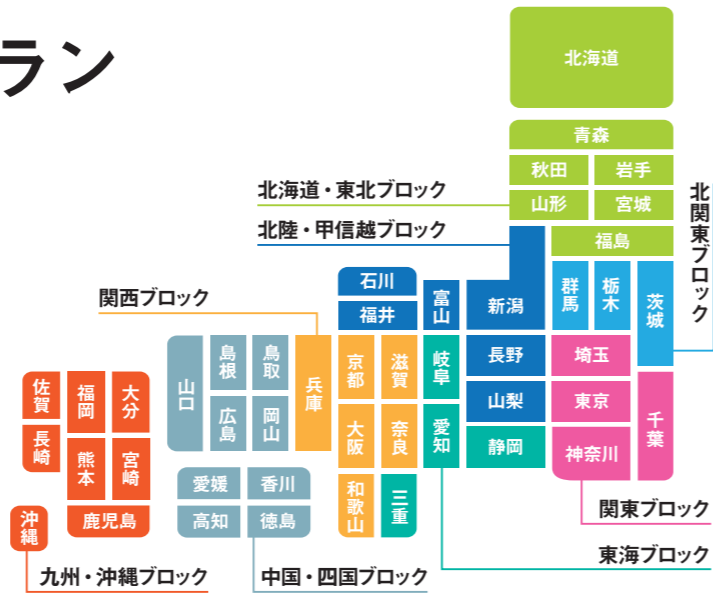 ラン
北海道
青森
秋田
岩手
山形
宮城
福島
北海道・東北ブロック
北陸・甲信越ブロック
北関東ブロック
関西ブロック
石川
福井
富山
新潟
群馬
栃木
茨城
長野
山梨
埼玉
東京
神奈川
千葉
岐阜
愛知
静岡
三重
京都
滋賀
兵庫
大阪
奈良
和歌山
鳥取
島根
岡山
広島
山口
愛媛
香川
高知
徳島
佐賀
福岡
大分
長崎
熊本
宮崎
鹿児島
沖縄
関東ブロック
東海ブロック
中国・四国ブロック
九州・沖縄ブロック